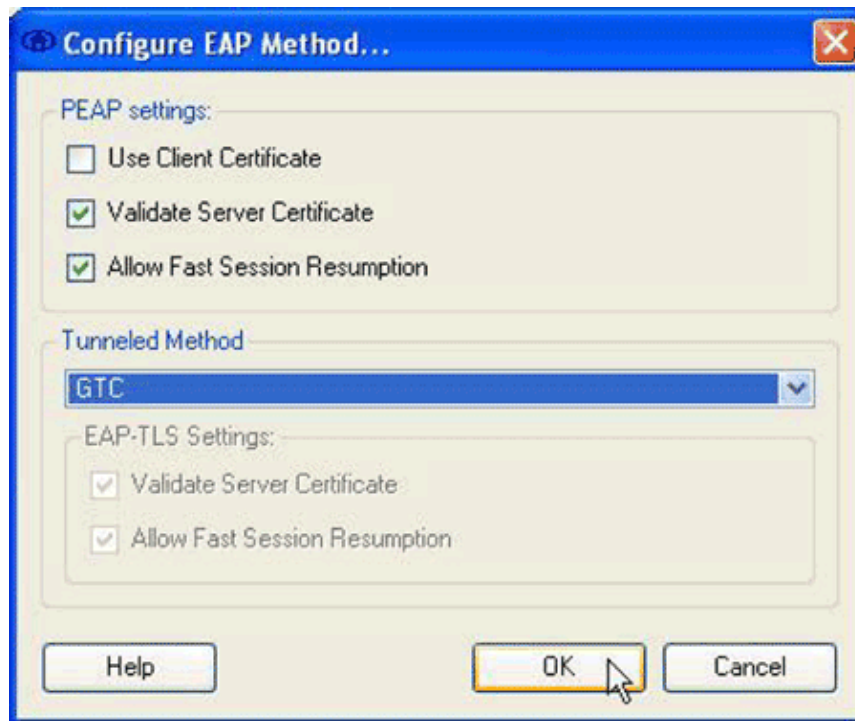 Configure EAP Method...
PEAP settings:
Use Client Certificate
Validate Server Certificate
Allow Fast Session Resumption
Tunneled Method
GTC
EAP-TLS Settings:
Validate Server Certificate
Allow Fast Session Resumption
Help OK Cancel